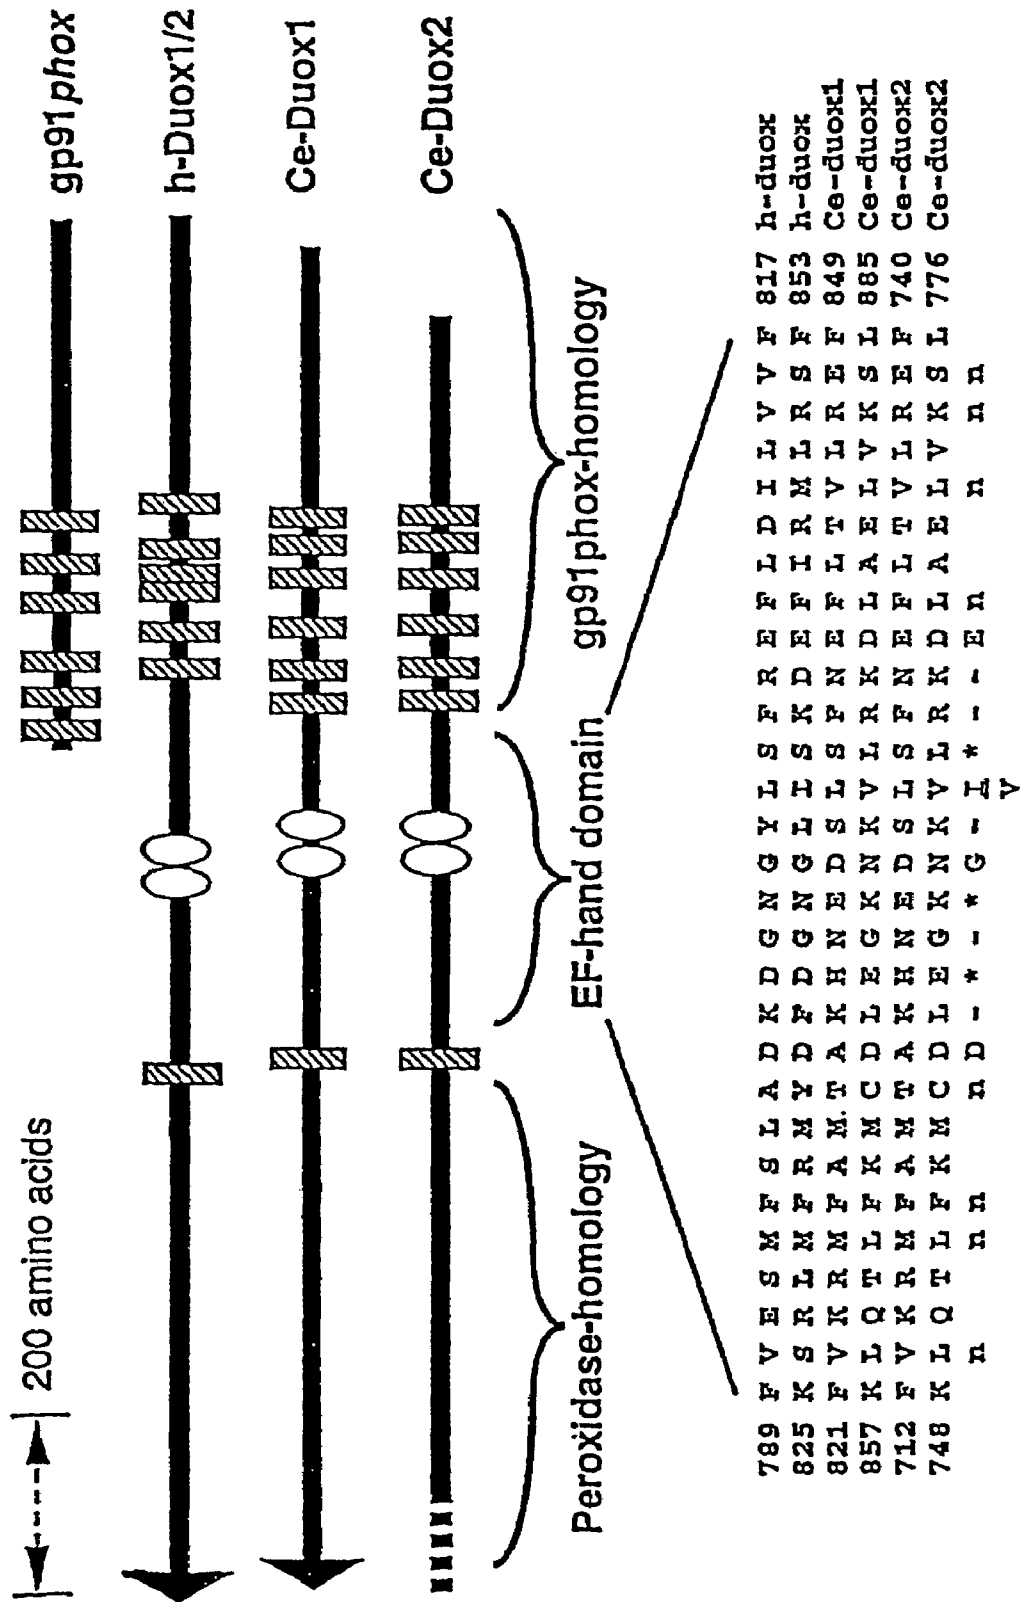 200 amino acids
gp91phox
h-Duox1/2
Ce-Duox1
Ce-Duox2
Peroxidase-homology
EF-hand domain
gp91phox-homology
789 F V E S M F S L A D K D G N G Y L S F R E F L D I L V V F 817 h-duox
825 K S R L M F R M Y D F D G N G L I S K D E F I R M L R S F 853 h-duox
821 F V K R M F A M T A K H N E D S L S F N E F L T V L R E F 849 Ce-duox1
857 K L Q T L F K M C D L E G K N K V L R K D L A E L V K S L 885 Ce-duox1
712 F V K R M F A M T A K H N E D S L S F N E F L T V L R E F 740 Ce-duox2
748 K L Q T L F K M C D L E G K N K V L R K D L A E L V K S L 776 Ce-duox2
n n n n D - * - * G - I * - - E n n n n
V